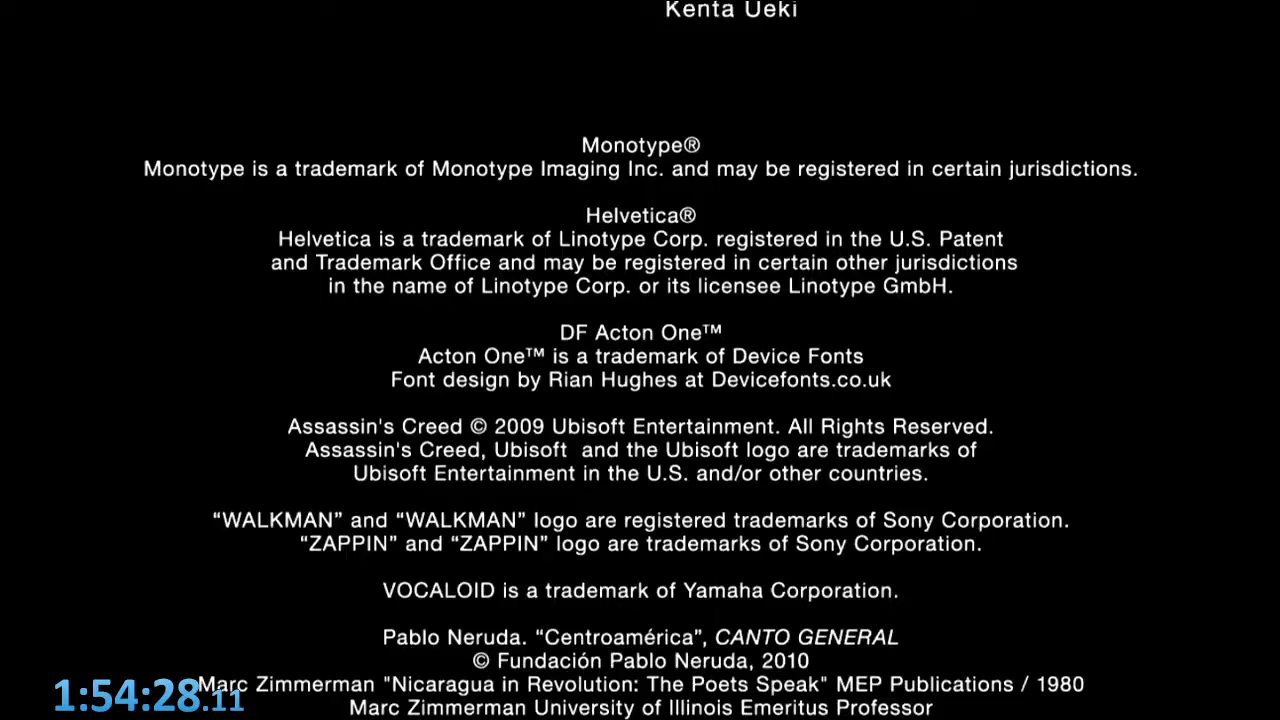 Kenta Ueki
Monotype®
Monotype is a trademark of Monotype Imaging Inc. and may be registered in certain jurisdictions.
Helvetica®
Helvetica is a trademark of Linotype Corp. registered in the U.S. Patent
and Trademark Office and may be registered in certain other jurisdictions
in the name of Linotype Corp. or its licensee Linotype GmbH.
DF Acton One™
Acton One™ is a trademark of Device Fonts
Font design by Rian Hughes at Devicefonts.co.uk
Assassin's Creed © 2009 Ubisoft Entertainment. All Rights Reserved.
Assassin's Creed, Ubisoft  and the Ubisoft logo are trademarks of
Ubisoft Entertainment in the U.S. and/or other countries.
“WALKMAN” and “WALKMAN” logo are registered trademarks of Sony Corporation.
“ZAPPIN” and “ZAPPIN” logo are trademarks of Sony Corporation.
VOCALOID is a trademark of Yamaha Corporation.
Pablo Neruda. “Centroamérica”, CANTO GENERAL
© Fundación Pablo Neruda, 2010
Marc Zimmerman "Nicaragua in Revolution: The Poets Speak" MEP Publications / 1980
Marc Zimmerman University of Illinois Emeritus Professor
1:54:28.11